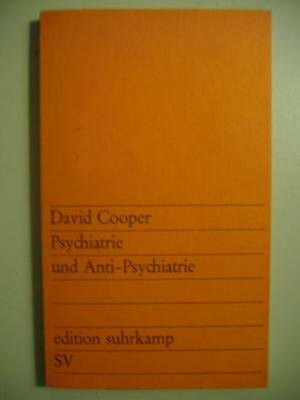 David Cooper
Psychiatrie
und Anti-Psychiatrie
edition suhrkamp
SV